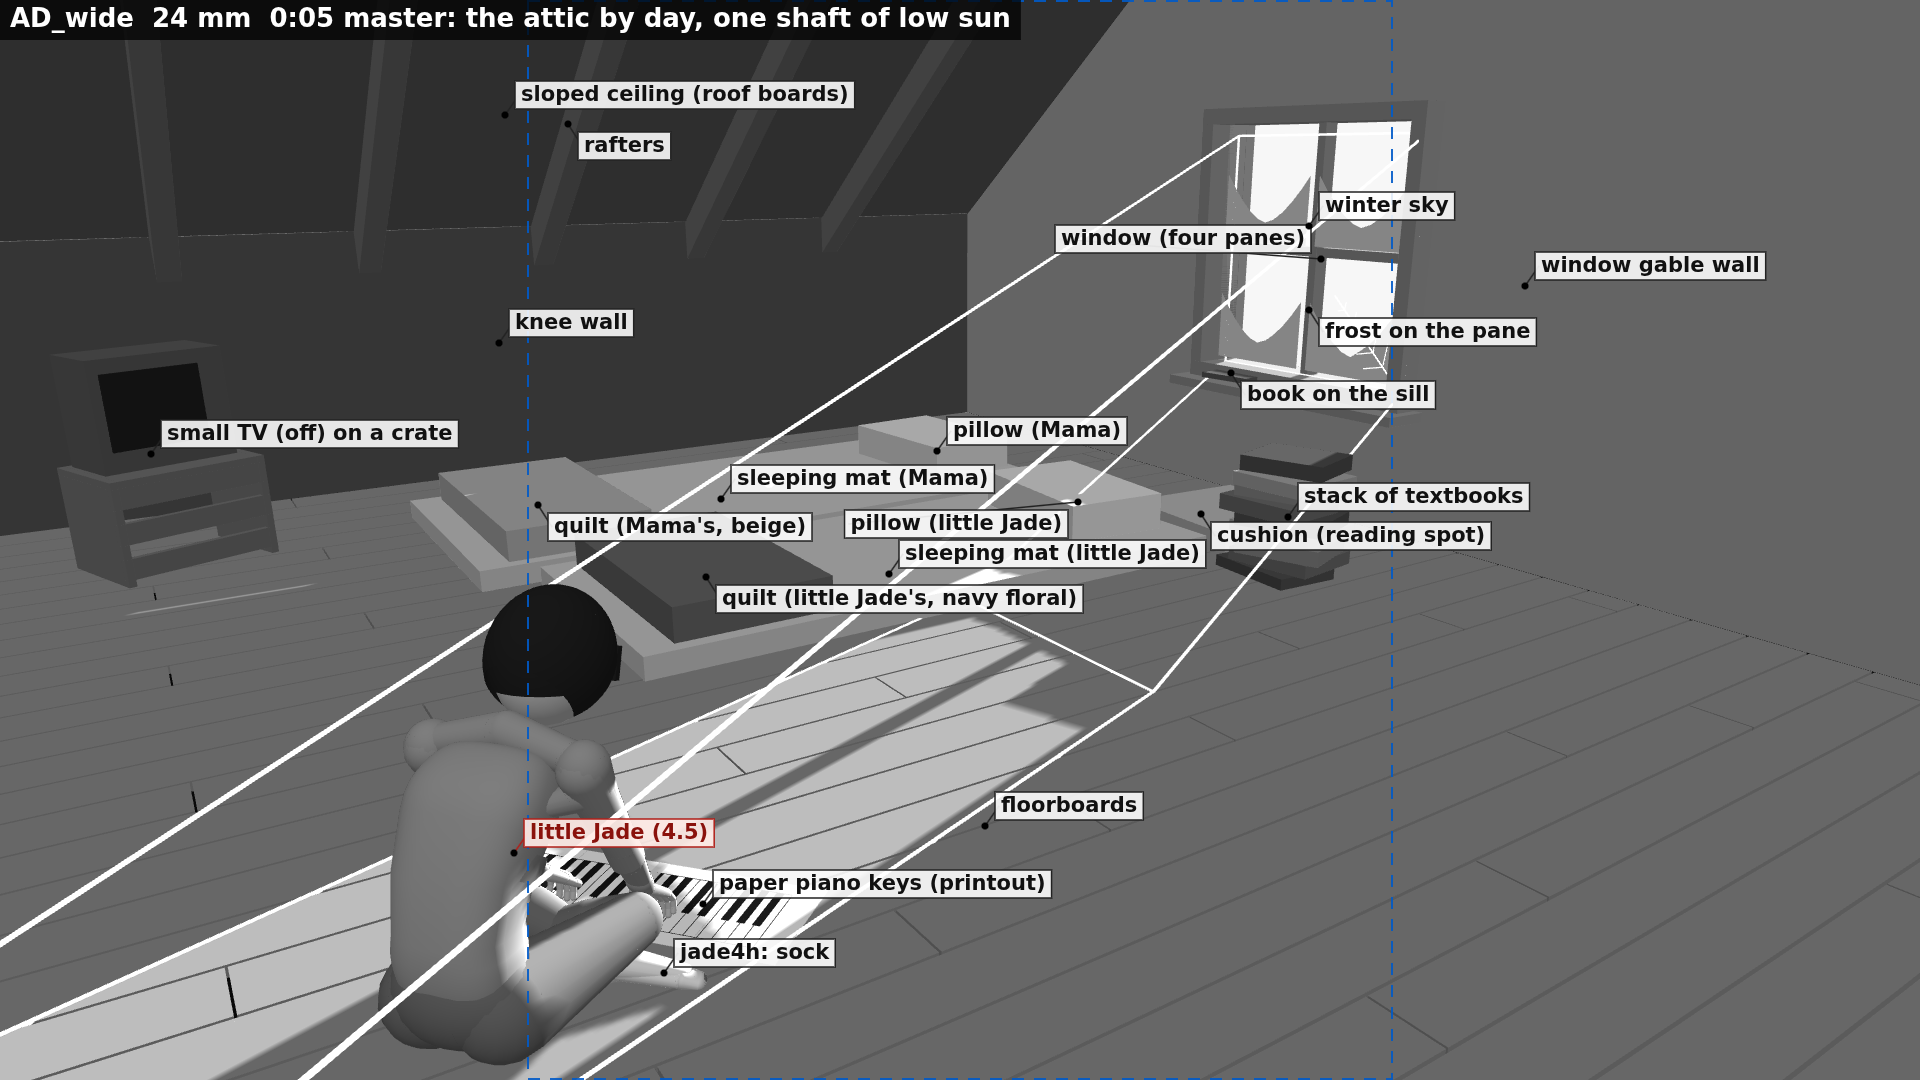 AD_wide  24 mm  0:05 master: the attic by day, one shaft of low sun
sloped ceiling (roof boards)
rafters
winter sky
window (four panes)
window gable wall
knee wall
frost on the pane
book on the sill
small TV (off) on a crate
pillow (Mama)
sleeping mat (Mama)
stack of textbooks
quilt (Mama's, beige)
pillow (little Jade)
cushion (reading spot)
sleeping mat (little Jade)
quilt (little Jade's, navy floral)
floorboards
little Jade (4.5)
paper piano keys (printout)
jade4h: sock